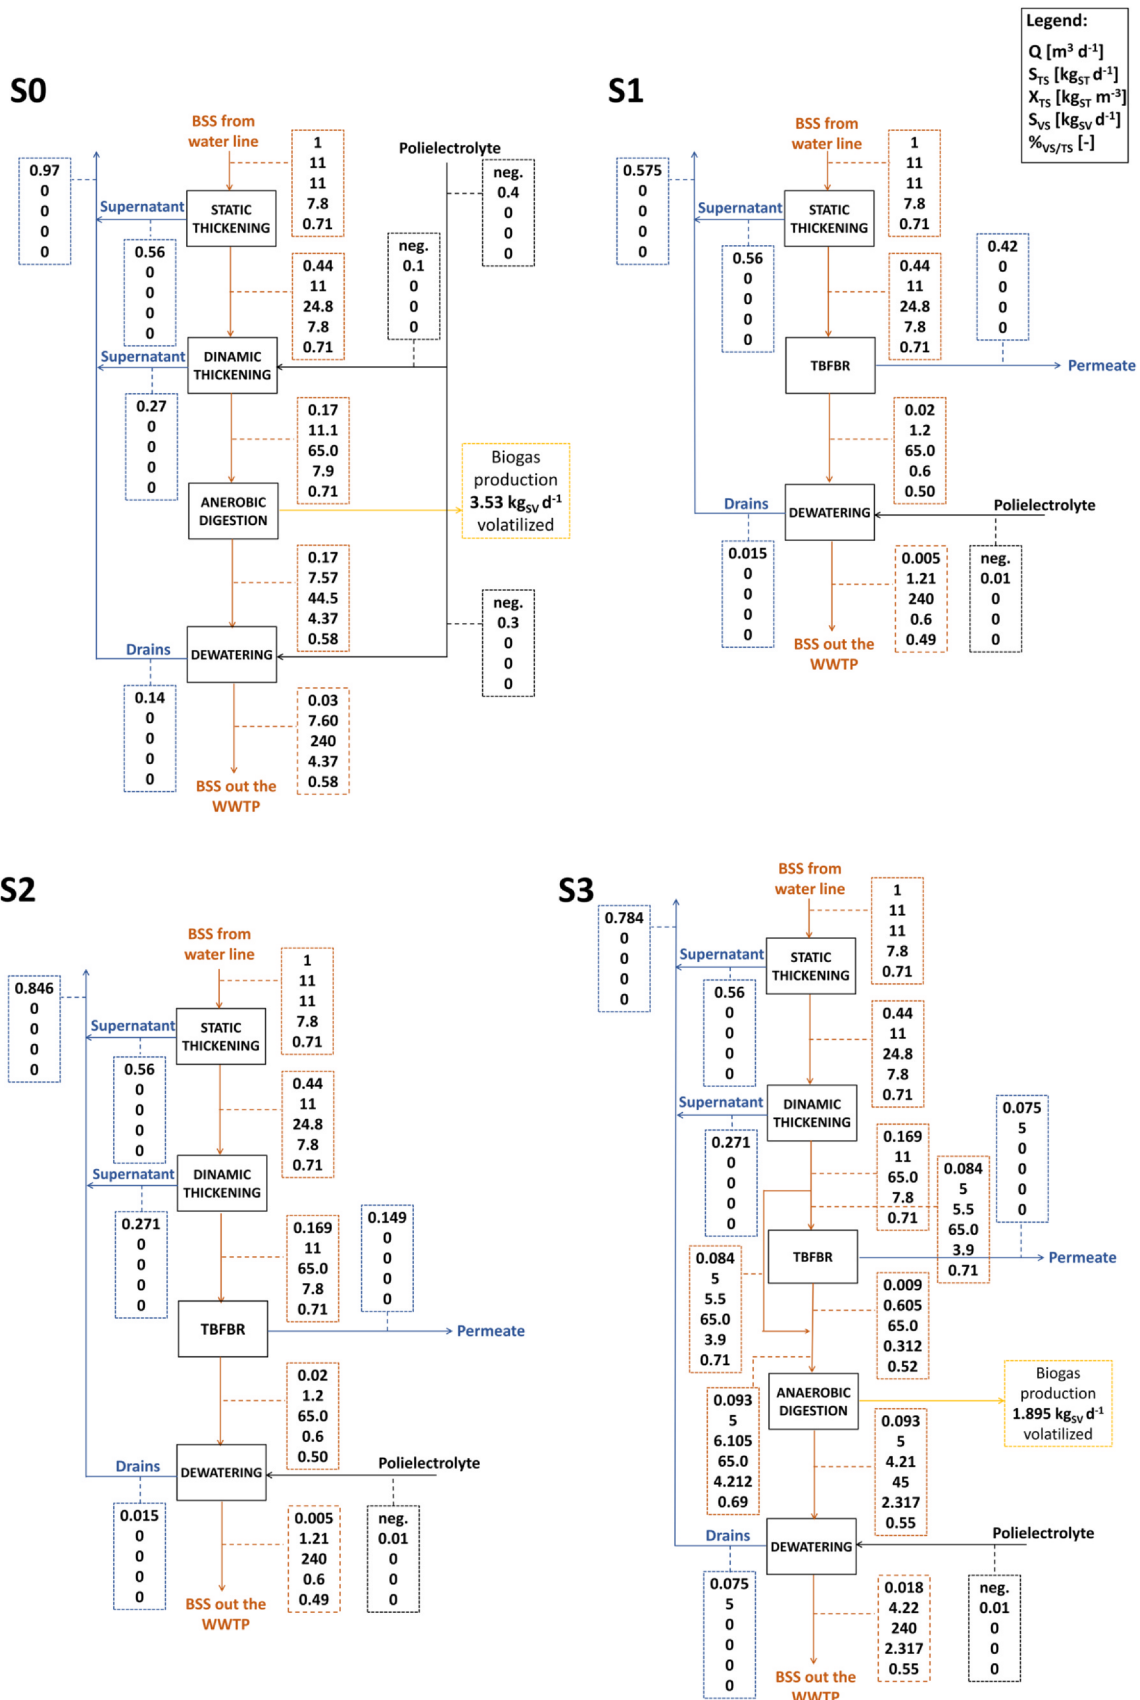 Legend:
Q [m³ d⁻¹]
S_TS [kg_ST d⁻¹]
X_TS [kg_ST m⁻³]
S_VS [kg_SV d⁻¹]
%_VS/TS [-]
S0
BSS from
water line
1
11
11
7.8
0.71
Polielectrolyte
neg.
0.4
0
0
0
0.97
0
0
0
0
Supernatant
STATIC
THICKENING
0.56
0
0
0
0
0.44
11
24.8
7.8
0.71
neg.
0.1
0
0
0
Supernatant
DINAMIC
THICKENING
0.27
0
0
0
0
0.17
11.1
65.0
7.9
0.71
ANEROBIC
DIGESTION
Biogas
production
3.53 kg_SV d⁻¹
volatilized
0.17
7.57
44.5
4.37
0.58
neg.
0.3
0
0
0
Drains
DEWATERING
0.14
0
0
0
0
0.03
7.60
240
4.37
0.58
BSS out the
WWTP
S1
BSS from
water line
1
11
11
7.8
0.71
0.575
0
0
0
0
Supernatant
STATIC
THICKENING
0.56
0
0
0
0
0.44
11
24.8
7.8
0.71
0.42
0
0
0
0
TBFBR
Permeate
0.02
1.2
65.0
0.6
0.50
Drains
DEWATERING
Polielectrolyte
0.015
0
0
0
0
0.005
1.21
240
0.6
0.49
neg.
0.01
0
0
0
BSS out the
WWTP
S2
BSS from
water line
1
11
11
7.8
0.71
0.846
0
0
0
0
Supernatant
STATIC
THICKENING
0.56
0
0
0
0
0.44
11
24.8
7.8
0.71
Supernatant
DINAMIC
THICKENING
0.271
0
0
0
0
0.169
11
65.0
7.8
0.71
0.149
0
0
0
0
TBFBR
Permeate
0.02
1.2
65.0
0.6
0.50
Drains
DEWATERING
Polielectrolyte
0.015
0
0
0
0
0.005
1.21
240
0.6
0.49
neg.
0.01
0
0
0
BSS out the
WWTP
S3
BSS from
water line
1
11
11
7.8
0.71
0.784
0
0
0
0
Supernatant
STATIC
THICKENING
0.56
0
0
0
0
0.44
11
24.8
7.8
0.71
Supernatant
DINAMIC
THICKENING
0.271
0
0
0
0
0.169
11
65.0
7.8
0.71
0.084
5
5.5
65.0
3.9
0.71
0.075
5
0
0
0
0
TBFBR
Permeate
0.084
5
5.5
65.0
3.9
0.71
0.009
0.605
65.0
0.312
0.52
ANAEROBIC
DIGESTION
Biogas
production
1.895 kg_SV d⁻¹
volatilized
0.093
5
6.105
65.0
4.212
0.69
0.093
5
4.21
45
2.317
0.55
Drains
DEWATERING
Polielectrolyte
0.075
5
0
0
0
0
0.018
4.22
240
2.317
0.55
neg.
0.01
0
0
0
BSS out the
WWTP